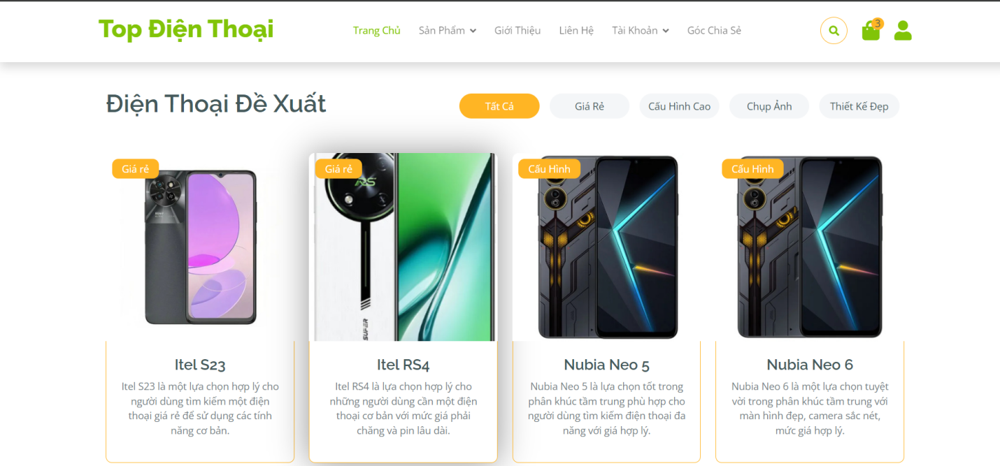 Top Điện Thoại
Trang Chủ Sản Phẩm Giới Thiệu Liên Hệ Tài Khoản Góc Chia Sẻ
3
Điện Thoại Đề Xuất
Tất Cả Giá Rẻ Cấu Hình Cao Chụp Ảnh Thiết Kế Đẹp
Giá rẻ
Itel S23
Itel S23 là một lựa chọn hợp lý cho
người dùng tìm kiếm một điện
thoại giá rẻ để sử dụng các tính
năng cơ bản.
Giá rẻ
RS
SUPER
Itel RS4
Itel RS4 là lựa chọn hợp lý cho
những người dùng cần một điện
thoại cơ bản với mức giá phải
chăng và pin lâu dài.
Cấu Hình
Nubia Neo 5
Nubia Neo 5 là lựa chọn tốt trong
phân khúc tầm trung phù hợp cho
người dùng tìm kiếm điện thoại đa
năng với giá hợp lý.
Cấu Hình
Nubia Neo 6
Nubia Neo 6 là một lựa chọn tuyệt
vời trong phân khúc tầm trung với
màn hình đẹp, camera sắc nét,
mức giá hợp lý.